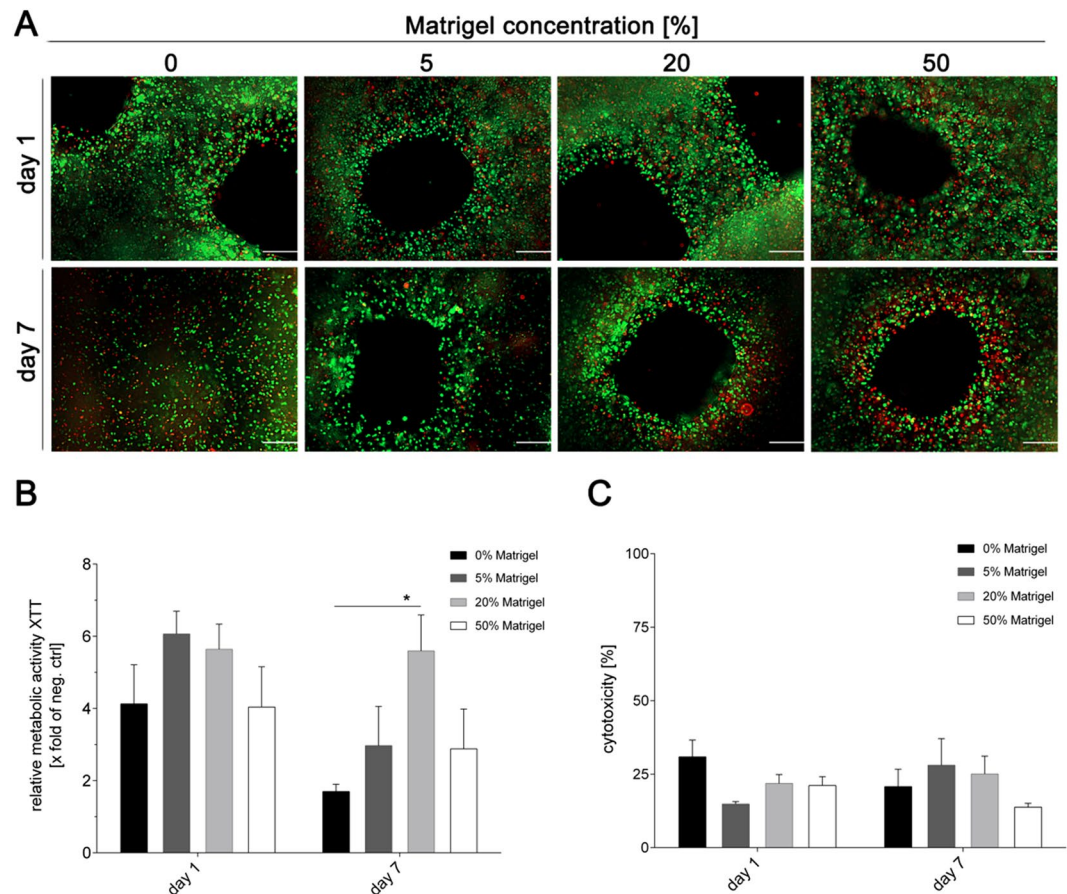 A
Matrigel concentration [%]
0 5 20 50
day 1
day 7
B
8
6
4
2
0
relative metabolic activity XTT
[x fold of neg. ctrl]
0% Matrigel
5% Matrigel
20% Matrigel
50% Matrigel
*
day 1 day 7
C
100
75
50
25
0
cytotoxicity [%]
0% Matrigel
5% Matrigel
20% Matrigel
50% Matrigel
day 1 day 7